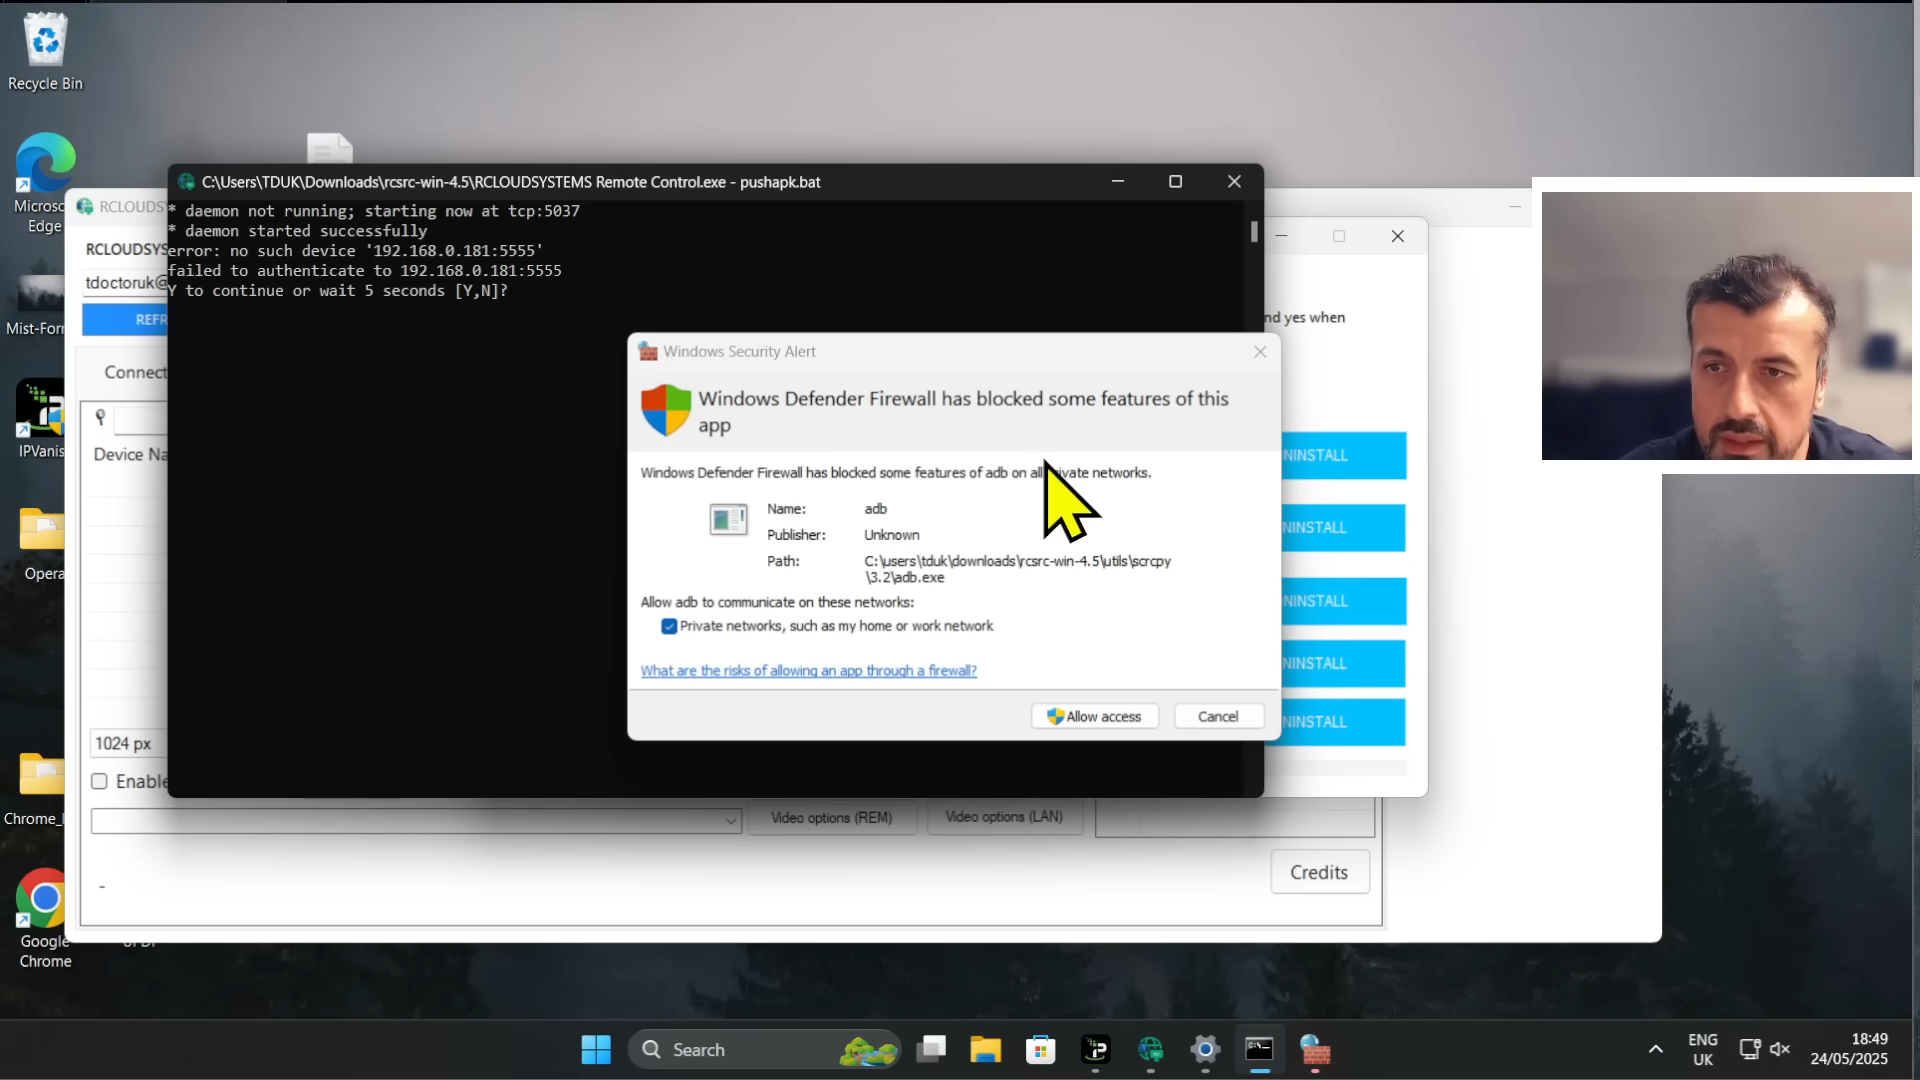 Recycle Bin
Edge
Mist-For
IPVanis
Opera
Chrome_
Google
Chrome
C:\Users\TDUK\Downloads\rcsrc-win-4.5\RCLOUDSYSTEMS Remote Control.exe - pushapk.bat
* daemon not running; starting now at tcp:5037
* daemon started successfully
error: no such device '192.168.0.181:5555'
failed to authenticate to 192.168.0.181:5555
Y to continue or wait 5 seconds [Y,N]?
RCLOUDS
RCLOUDSYS
tdoctoruk@
REFR
Connect
Device Na
1024 px
Enable
Video options (REM)
Video options (LAN)
Credits
-
nd yes when
NINSTALL
NINSTALL
NINSTALL
NINSTALL
NINSTALL
Windows Security Alert
Windows Defender Firewall has blocked some features of this
app
Windows Defender Firewall has blocked some features of adb on all private networks.
Name: adb
Publisher: Unknown
Path: C:\users\tduk\downloads\rcsrc-win-4.5\utils\scrcpy
\3.2\adb.exe
Allow adb to communicate on these networks:
Private networks, such as my home or work network
What are the risks of allowing an app through a firewall?
Allow access
Cancel
Search
ENG
UK
18:49
24/05/2025